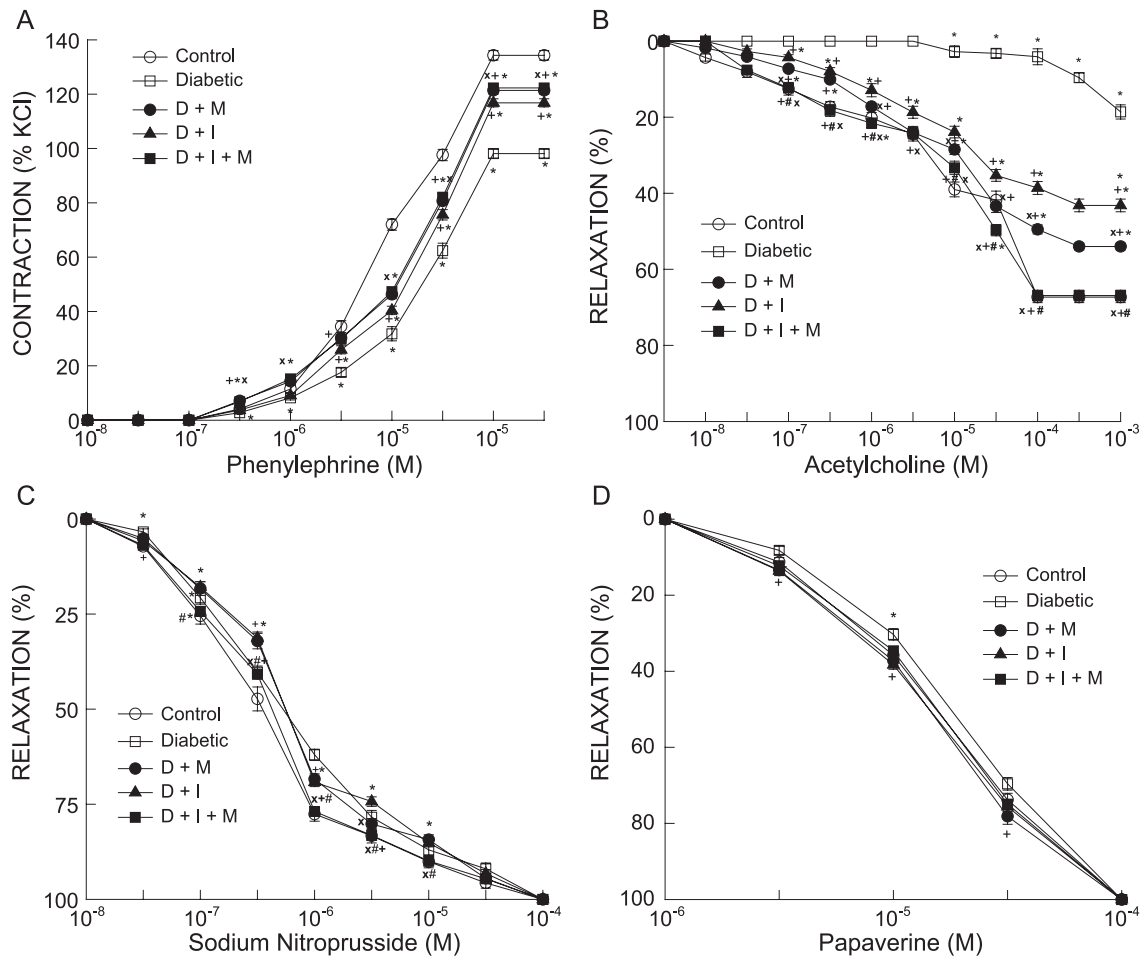 A
140
120
100
80
60
40
20
0
CONTRACTION (% KCl)
Control
Diabetic
D + M
D + I
D + I + M
x+*
x+*
+*
+*
*
*
+*x
+*
*
x*
+*
*
+
+*
*
x*
*
+*x
*
10-8
10-7
10-6
10-5
10-5
Phenylephrine (M)
B
0
20
40
60
80
100
RELAXATION (%)
Control
Diabetic
D + M
D + I
D + I + M
*
*
*
*
*
+*
*+
*+
+*
*
x+*
+*
x+
+#x
+#x
+#x*
+x
x+*
+#x
+*
+*
*
+*
x+
x+*
x+*
x+#*
x+#
x+#
10-8
10-7
10-6
10-5
10-4
10-3
Acetylcholine (M)
C
0
25
50
75
100
RELAXATION (%)
Control
Diabetic
D + M
D + I
D + I + M
*
+
*
*
#*
+*
x#+
+*
x+#
*
x
x#+
*
x#
10-8
10-7
10-6
10-5
10-4
Sodium Nitroprusside (M)
D
0
20
40
60
80
100
RELAXATION (%)
Control
Diabetic
D + M
D + I
D + I + M
+
*
+
+
10-6
10-5
10-4
Papaverine (M)